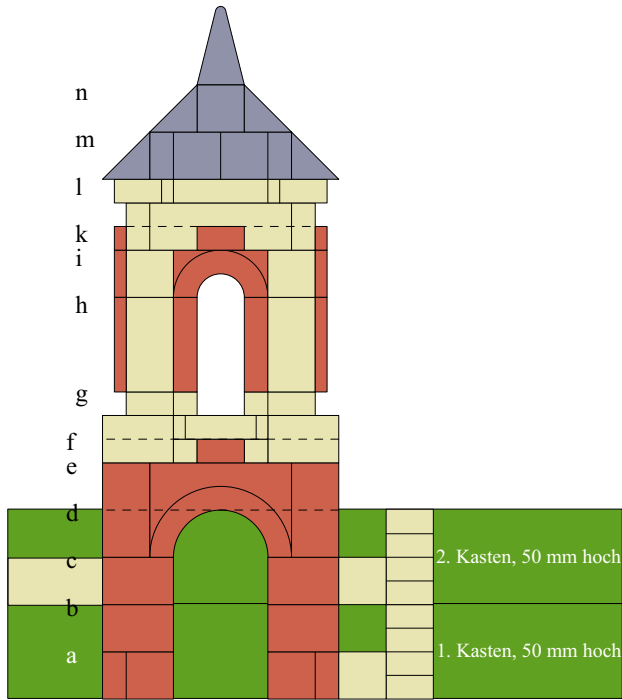 n
m
l
k
i
h
g
f
e
d
c
2. Kasten, 50 mm hoch
b
a
1. Kasten, 50 mm hoch